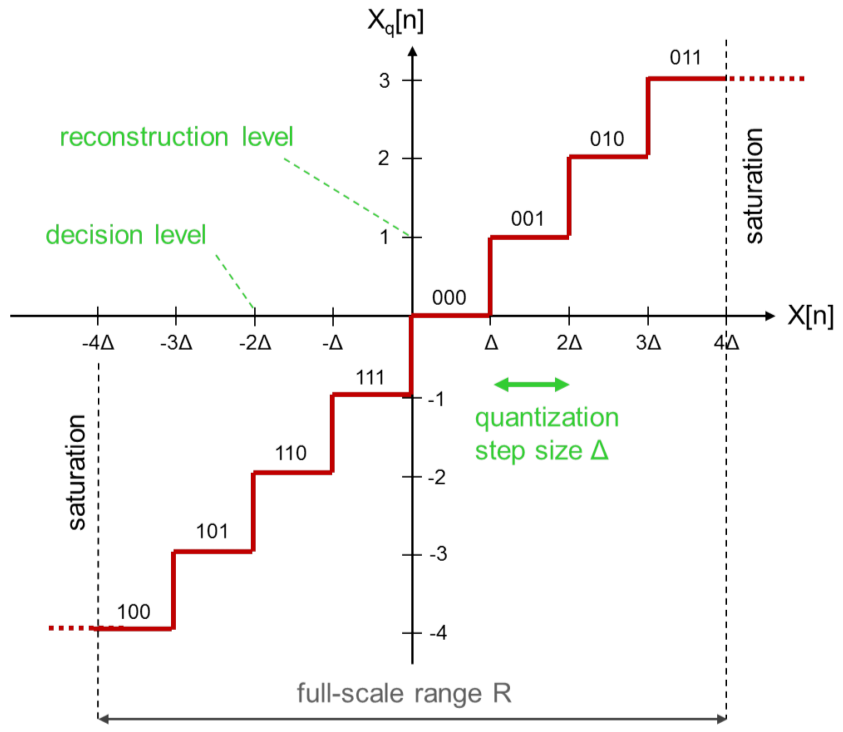 Xq[n]
011
3
reconstruction level
010
2
saturation
decision level
001
1
000
X[n]
-4Δ
-3Δ
-2Δ
-Δ
Δ
2Δ
3Δ
4Δ
111
-1
quantization
step size Δ
saturation
110
-2
101
-3
100
-4
full-scale range R